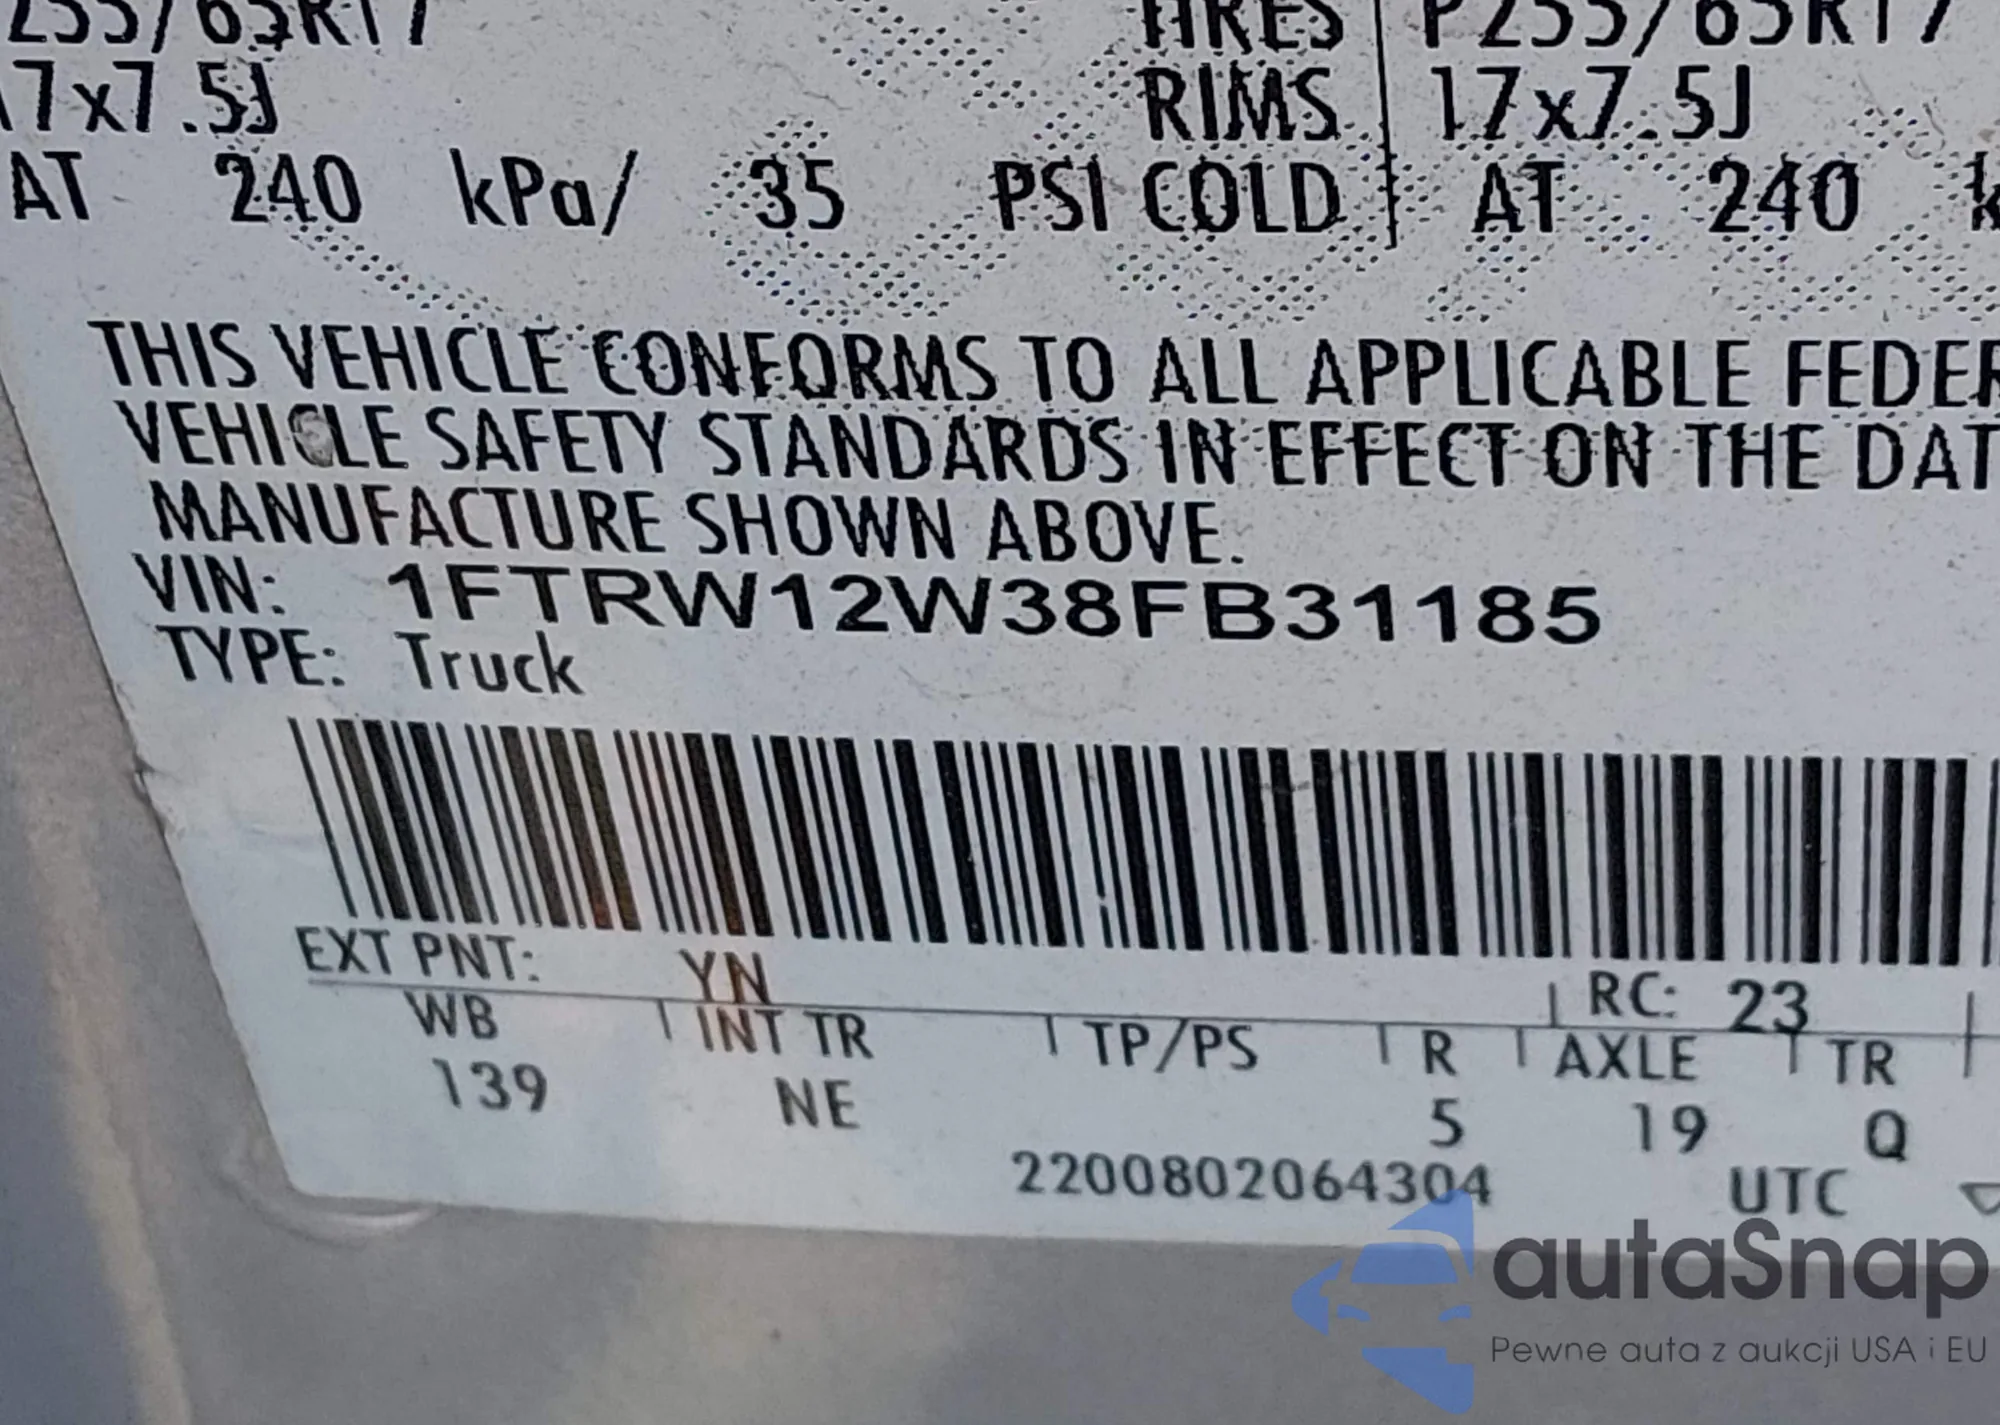 255/65R17 TIRES P255/65R17
17x7.5J RIMS 17x7.5J
AT 240 kPa/ 35 PSI COLD AT 240 k
THIS VEHICLE CONFORMS TO ALL APPLICABLE FEDER
VEHICLE SAFETY STANDARDS IN EFFECT ON THE DAT
MANUFACTURE SHOWN ABOVE.
VIN: 1FTRW12W38FB31185
TYPE: Truck
EXT PNT: YN RC: 23
WB INT TR TP/PS R AXLE TR
139 NE 5 19 Q
2200802064304 UTC
autaSnap
Pewne auta z aukcji USA i EU